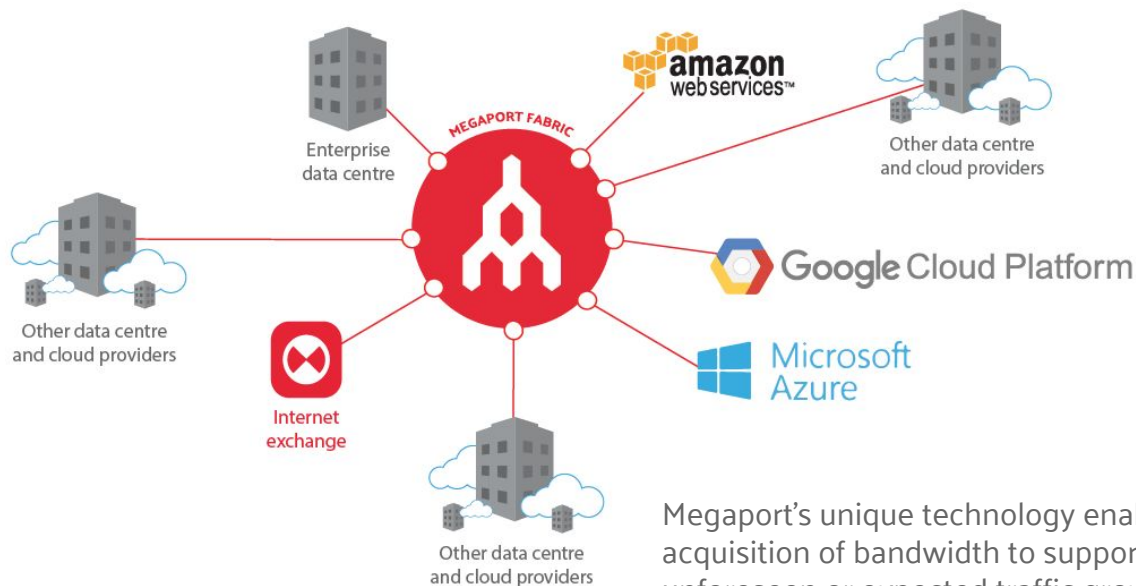 amazon
web services™
MEGAPORT FABRIC
Enterprise
data centre
Other data centre
and cloud providers
Google Cloud Platform
Other data centre
and cloud providers
Microsoft
Azure
Internet
exchange
Other data centre
and cloud providers
Megaport's unique technology ena
acquisition of bandwidth to suppor